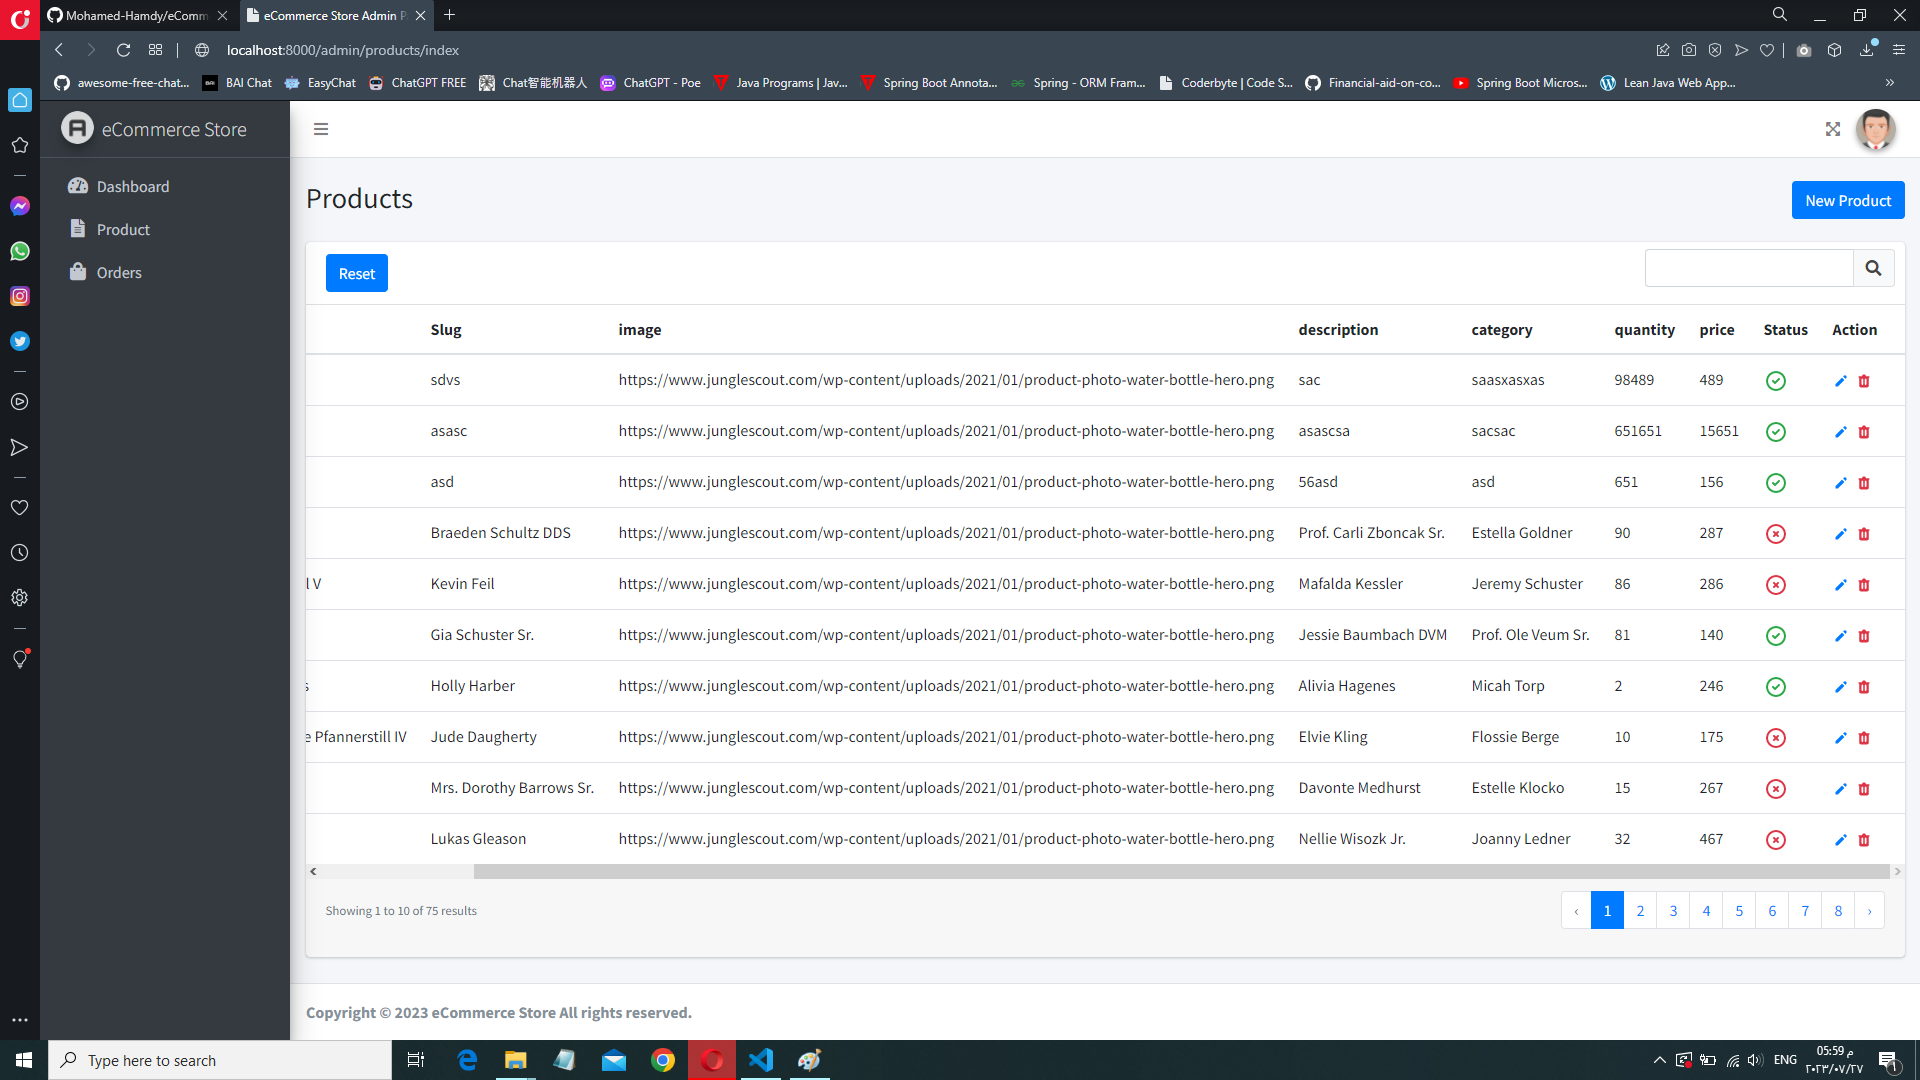 Mohamed-Hamdy/eComm
eCommerce Store Admin P
localhost:8000/admin/products/index
awesome-free-chat...
BAI Chat
EasyChat
ChatGPT FREE
Chat智能机器人
ChatGPT - Poe
Java Programs | Jav...
Spring Boot Annota...
Spring - ORM Fram...
Coderbyte | Code S...
Financial-aid-on-co...
Spring Boot Micros...
Lean Java Web App...
eCommerce Store
Dashboard
Product
Orders
Products
New Product
Reset
Slug image description category quantity price Status Action
sdvs https://www.junglescout.com/wp-content/uploads/2021/01/product-photo-water-bottle-hero.png sac saasxasxas 98489 489
asasc https://www.junglescout.com/wp-content/uploads/2021/01/product-photo-water-bottle-hero.png asascsa sacsac 651651 15651
asd https://www.junglescout.com/wp-content/uploads/2021/01/product-photo-water-bottle-hero.png 56asd asd 651 156
Braeden Schultz DDS https://www.junglescout.com/wp-content/uploads/2021/01/product-photo-water-bottle-hero.png Prof. Carli Zboncak Sr. Estella Goldner 90 287
l V Kevin Feil https://www.junglescout.com/wp-content/uploads/2021/01/product-photo-water-bottle-hero.png Mafalda Kessler Jeremy Schuster 86 286
Gia Schuster Sr. https://www.junglescout.com/wp-content/uploads/2021/01/product-photo-water-bottle-hero.png Jessie Baumbach DVM Prof. Ole Veum Sr. 81 140
s Holly Harber https://www.junglescout.com/wp-content/uploads/2021/01/product-photo-water-bottle-hero.png Alivia Hagenes Micah Torp 2 246
e Pfannerstill IV Jude Daugherty https://www.junglescout.com/wp-content/uploads/2021/01/product-photo-water-bottle-hero.png Elvie Kling Flossie Berge 10 175
Mrs. Dorothy Barrows Sr. https://www.junglescout.com/wp-content/uploads/2021/01/product-photo-water-bottle-hero.png Davonte Medhurst Estelle Klocko 15 267
Lukas Gleason https://www.junglescout.com/wp-content/uploads/2021/01/product-photo-water-bottle-hero.png Nellie Wisozk Jr. Joanny Ledner 32 467
Showing 1 to 10 of 75 results
‹ 1 2 3 4 5 6 7 8 ›
Copyright © 2023 eCommerce Store All rights reserved.
Type here to search
ENG
05:59 م
٢٠٢٣/٠٧/٢٧
١